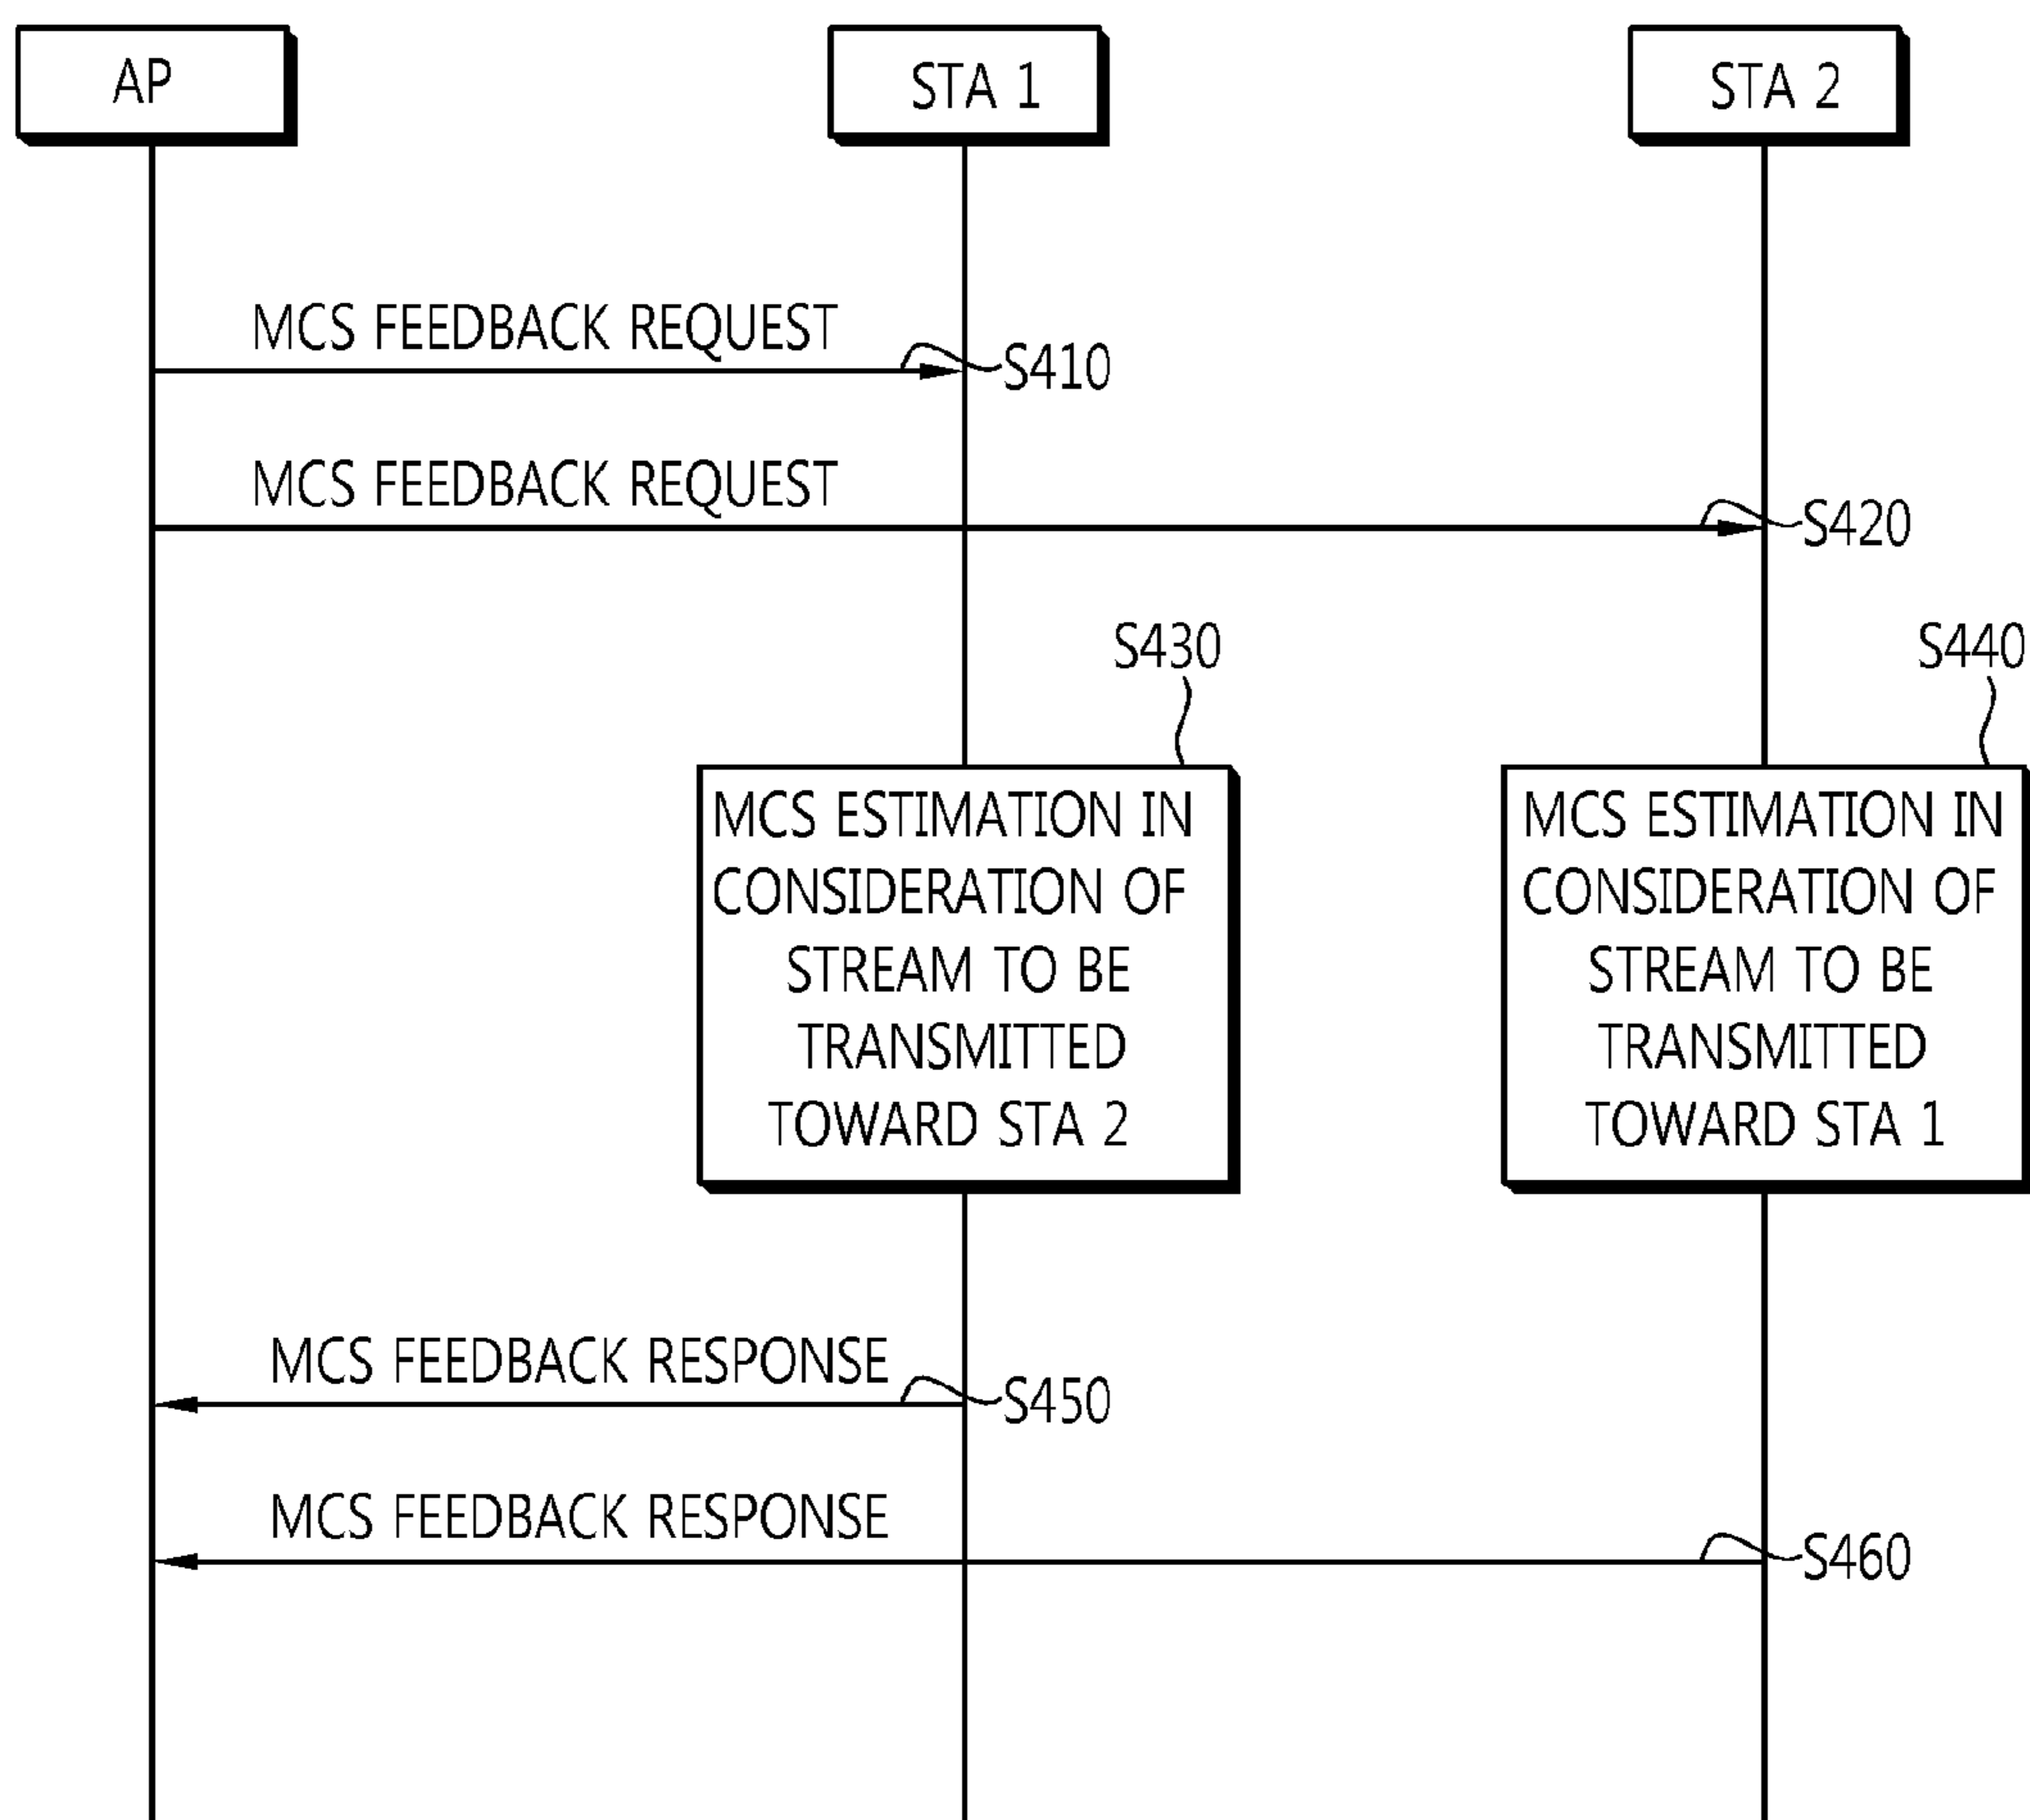 AP
STA 1
STA 2
MCS FEEDBACK REQUEST
S410
MCS FEEDBACK REQUEST
S420
S430
S440
MCS ESTIMATION IN
CONSIDERATION OF
STREAM TO BE
TRANSMITTED
TOWARD STA 2
MCS ESTIMATION IN
CONSIDERATION OF
STREAM TO BE
TRANSMITTED
TOWARD STA 1
MCS FEEDBACK RESPONSE
S450
MCS FEEDBACK RESPONSE
S460